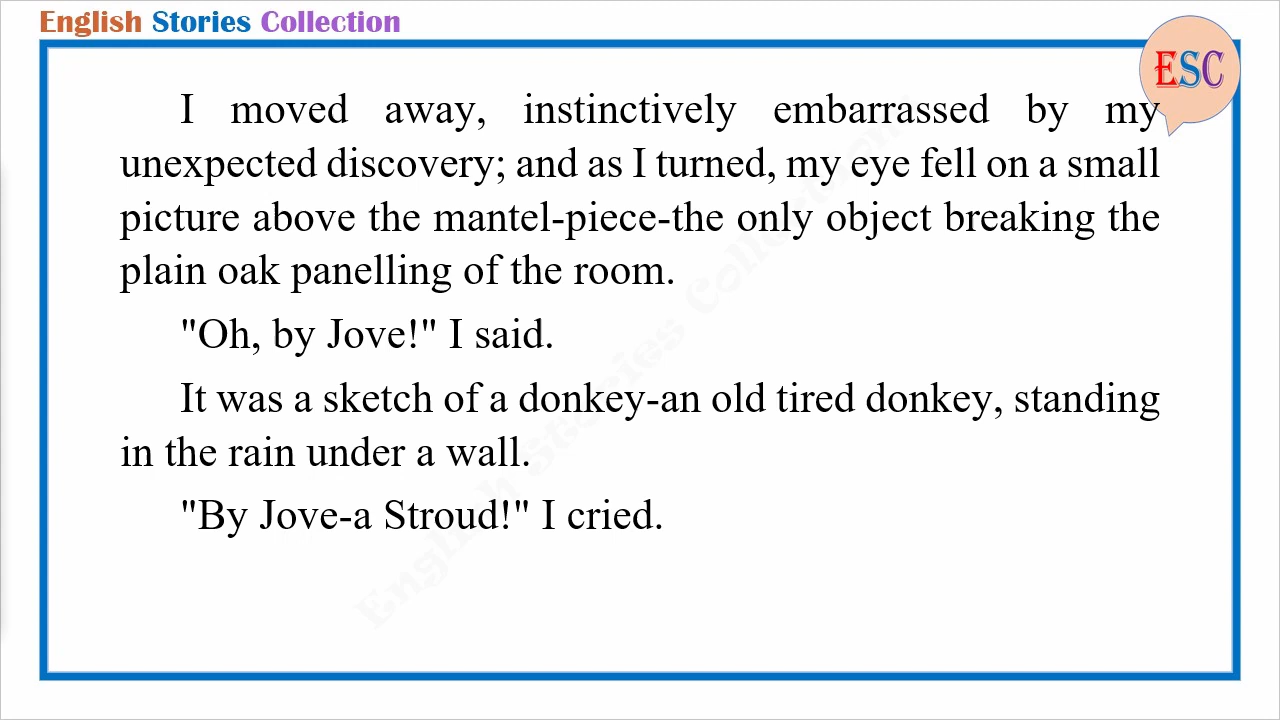 English Stories Collection
ESC
I moved away, instinctively embarrassed by my
unexpected discovery; and as I turned, my eye fell on a small
picture above the mantel-piece-the only object breaking the
plain oak panelling of the room.
"Oh, by Jove!" I said.
It was a sketch of a donkey-an old tired donkey, standing
in the rain under a wall.
"By Jove-a Stroud!" I cried.
English Stories Collections